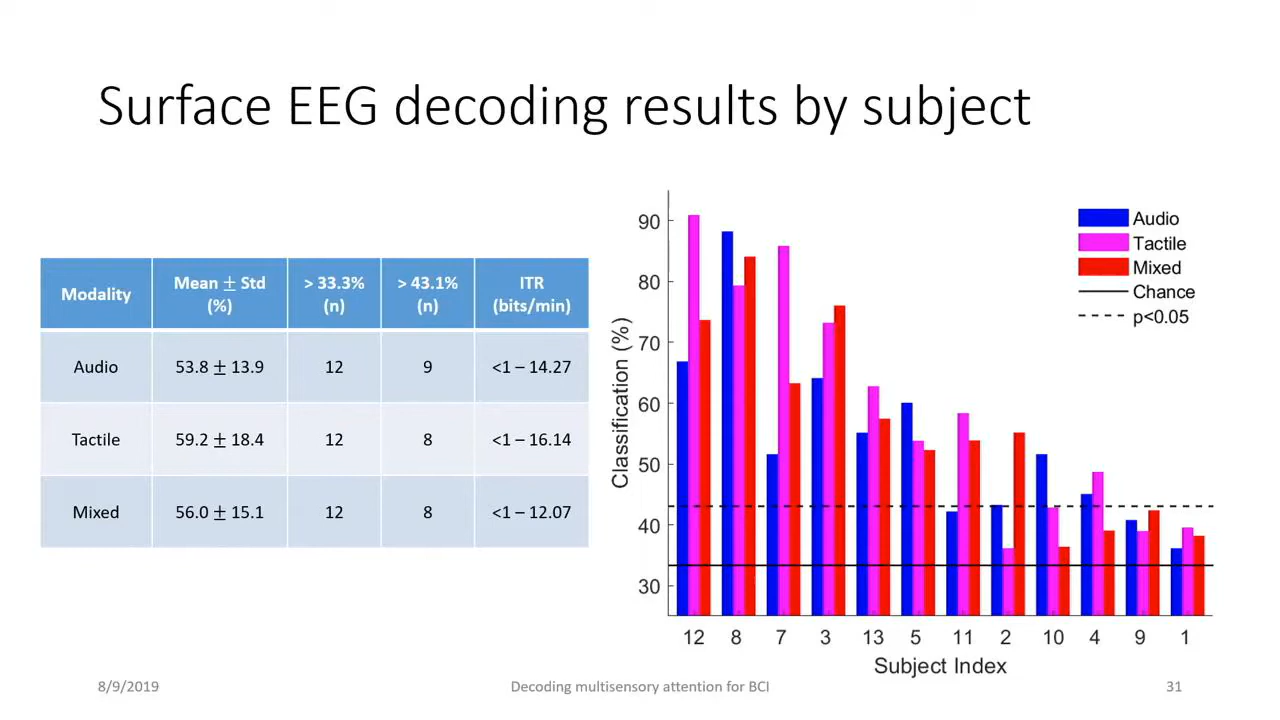 Surface EEG decoding results by subject
Modality
Mean ± Std
(%)
> 33.3%
(n)
> 43.1%
(n)
ITR
(bits/min)
Audio
53.8 ± 13.9
12
9
<1 – 14.27
Tactile
59.2 ± 18.4
12
8
<1 – 16.14
Mixed
56.0 ± 15.1
12
8
<1 – 12.07
Classification (%)
90
80
70
60
50
40
30
Audio
Tactile
Mixed
Chance
p<0.05
12 8 7 3 13 5 11 2 10 4 9 1
Subject Index
8/9/2019
Decoding multisensory attention for BCI
31